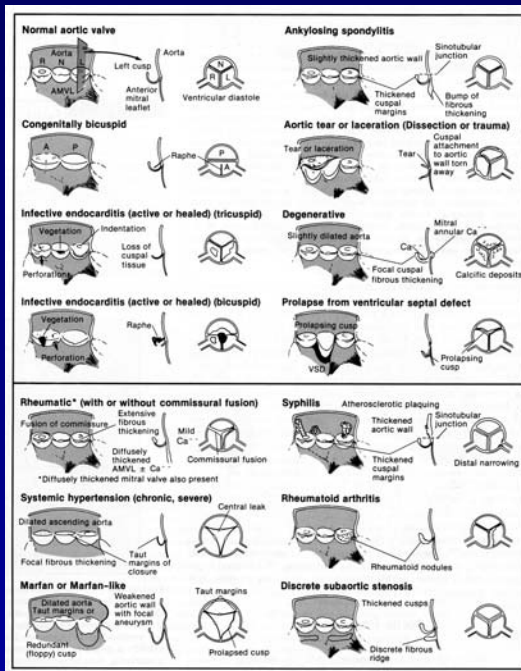 Normal aortic valve
Aorta
R N L
AMVL
Left cusp
Aorta
Anterior
mitral
leaflet
N
R L
Ventricular diastole
Congenitally bicuspid
A P
Raphe
P
A
Infective endocarditis (active or healed) (tricuspid)
Vegetation
Indentation
Perforation
Loss of
cuspal
tissue
Infective endocarditis (active or healed) (bicuspid)
Vegetation
Perforation
Raphe
Ankylosing spondylitis
Slightly thickened aortic wall
Sinotubular
junction
Thickened
cuspal
margins
Bump of
fibrous
thickening
Aortic tear or laceration (Dissection or trauma)
Tear or laceration
Tear
Cuspal
attachment
to aortic
wall torn
away
Degenerative
Slightly dilated aorta
Mitral
annular Ca⁻⁻
Ca⁻⁻
Focal cuspal
fibrous thickening
Calcific deposits
Prolapse from ventricular septal defect
Prolapsing cusp
VSD
Prolapsing
cusp
Rheumatic* (with or without commissural fusion)
Fusion of commissure
Extensive
fibrous
thickening
Mild
Ca⁻⁻
Diffusely
thickened
AMVL ± Ca⁻⁻
Commissural fusion
*Diffusely thickened mitral valve also present
Systemic hypertension (chronic, severe)
Dilated ascending aorta
Central leak
Focal fibrous thickening
Taut
margins of
closure
Marfan or Marfan-like
Dilated aorta
Taut margins or
Redundant
(floppy) cusp
Weakened
aortic wall
with focal
aneurysm
Taut margins
Prolapsed cusp
Syphilis
Atherosclerotic plaquing
Thickened
aortic wall
Sinotubular
junction
Thickened
cuspal
margins
Distal narrowing
Rheumatoid arthritis
Rheumatoid nodules
Discrete subaortic stenosis
Thickened cusps
Discrete fibrous
ridge